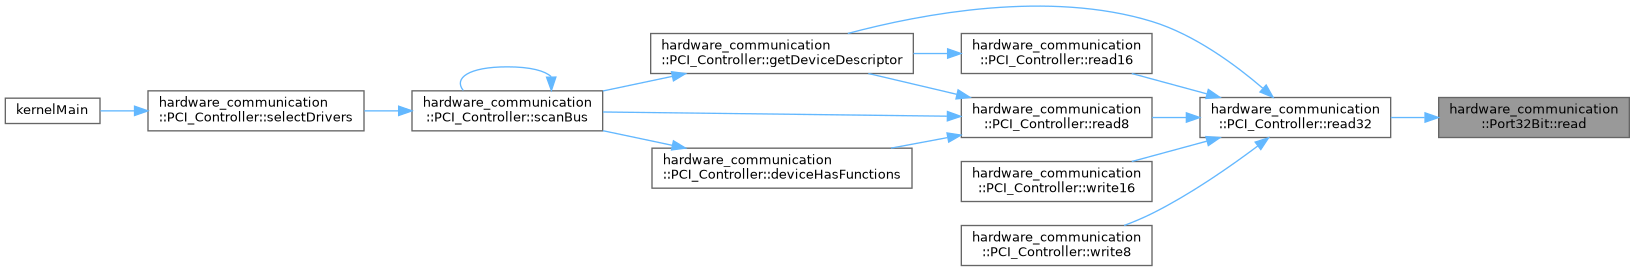 kernelMain
hardware_communication
::PCI_Controller::selectDrivers
hardware_communication
::PCI_Controller::scanBus
hardware_communication
::PCI_Controller::getDeviceDescriptor
hardware_communication
::PCI_Controller::deviceHasFunctions
hardware_communication
::PCI_Controller::read16
hardware_communication
::PCI_Controller::read8
hardware_communication
::PCI_Controller::write16
hardware_communication
::PCI_Controller::write8
hardware_communication
::PCI_Controller::read32
hardware_communication
::Port32Bit::read